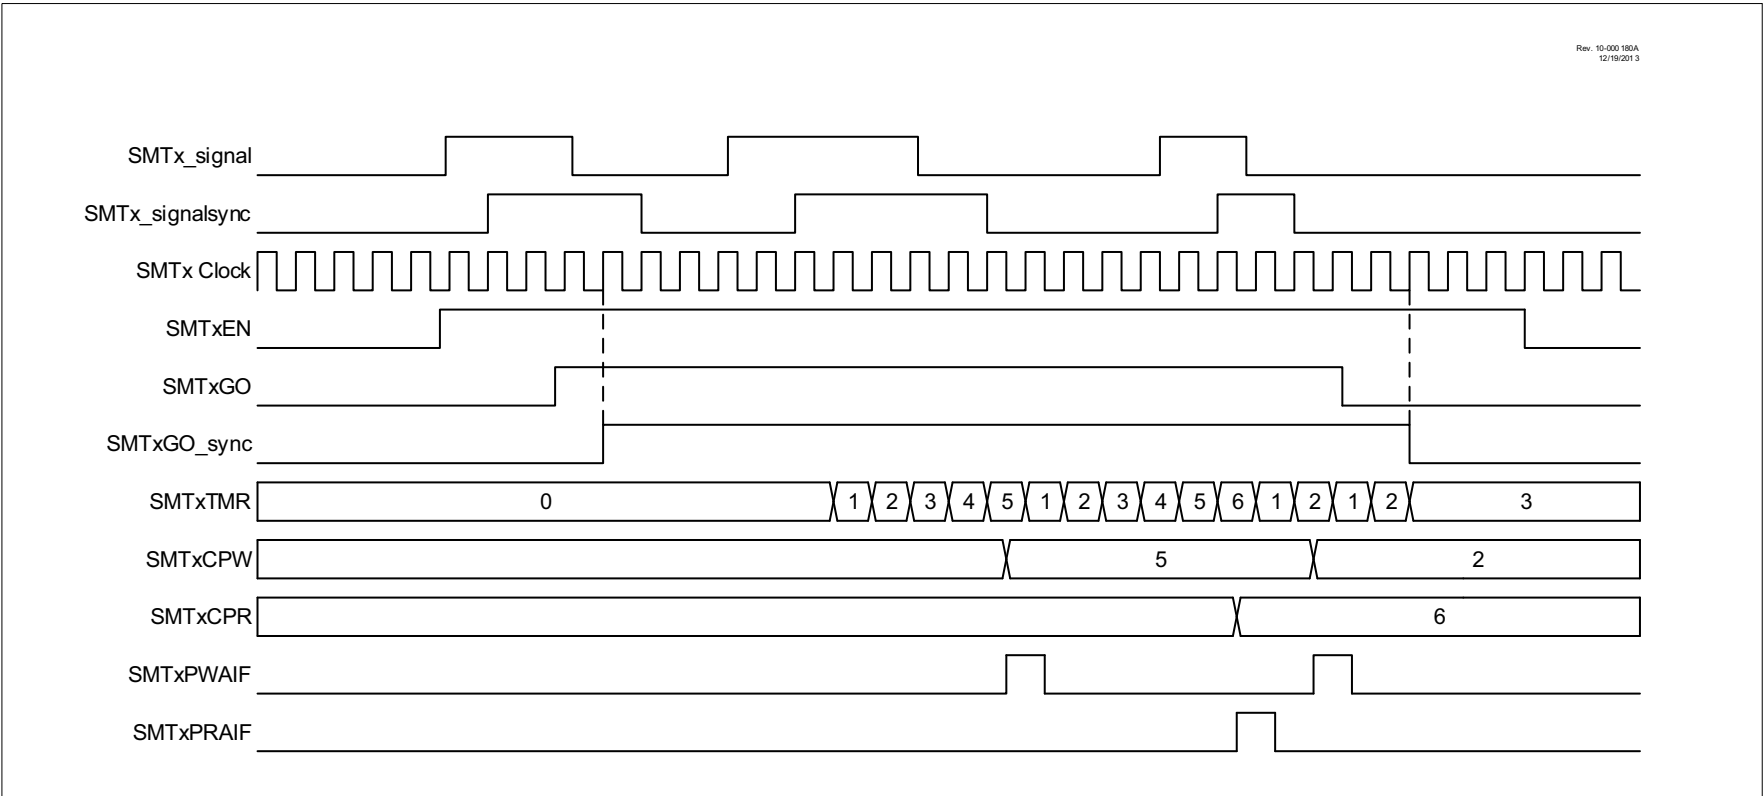 Rev. 10-000 180A
12/19/201 3
SMTx_signal
SMTx_signalsync
SMTx Clock
SMTxEN
SMTxGO
SMTxGO_sync
SMTxTMR 0 1 2 3 4 5 1 2 3 4 5 6 1 2 1 2 3
SMTxCPW 5 2
SMTxCPR 6
SMTxPWAIF
SMTxPRAIF